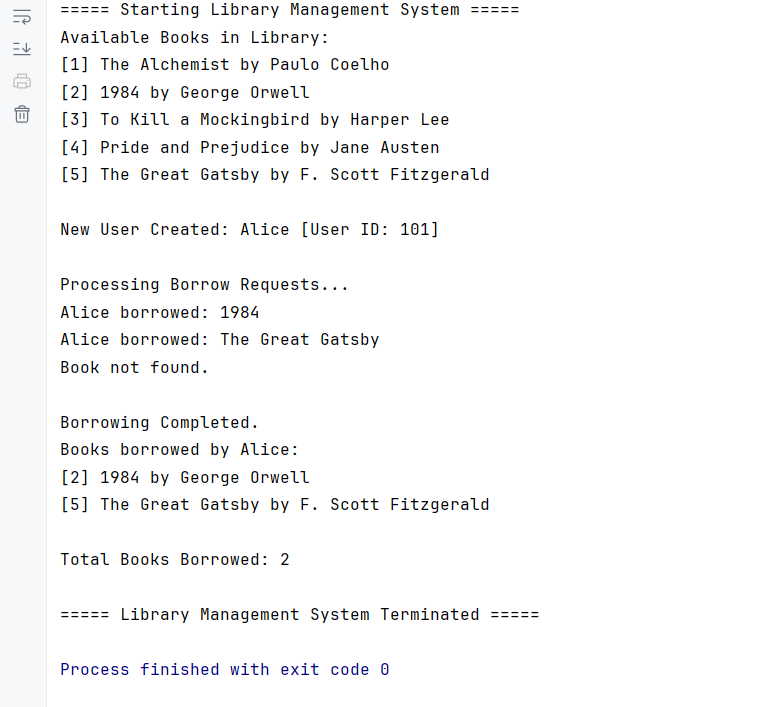 ===== Starting Library Management System =====
Available Books in Library:
[1] The Alchemist by Paulo Coelho
[2] 1984 by George Orwell
[3] To Kill a Mockingbird by Harper Lee
[4] Pride and Prejudice by Jane Austen
[5] The Great Gatsby by F. Scott Fitzgerald
New User Created: Alice [User ID: 101]
Processing Borrow Requests...
Alice borrowed: 1984
Alice borrowed: The Great Gatsby
Book not found.
Borrowing Completed.
Books borrowed by Alice:
[2] 1984 by George Orwell
[5] The Great Gatsby by F. Scott Fitzgerald
Total Books Borrowed: 2
===== Library Management System Terminated =====
Process finished with exit code 0